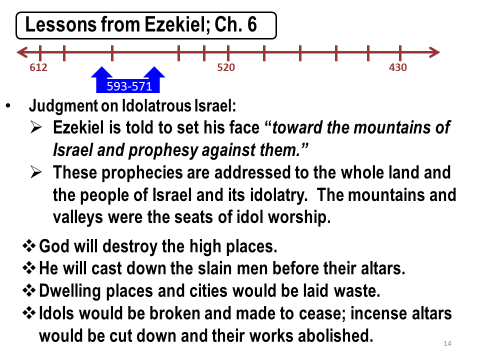 Lessons from Ezekiel; Ch. 6
612
520
430
593-571
• Judgment on Idolatrous Israel:
➢ Ezekiel is told to set his face “toward the mountains of
Israel and prophesy against them.”
➢ These prophecies are addressed to the whole land and
the people of Israel and its idolatry.  The mountains and
valleys were the seats of idol worship.
❖ God will destroy the high places.
❖ He will cast down the slain men before their altars.
❖ Dwelling places and cities would be laid waste.
❖ Idols would be broken and made to cease; incense altars
would be cut down and their works abolished.
14